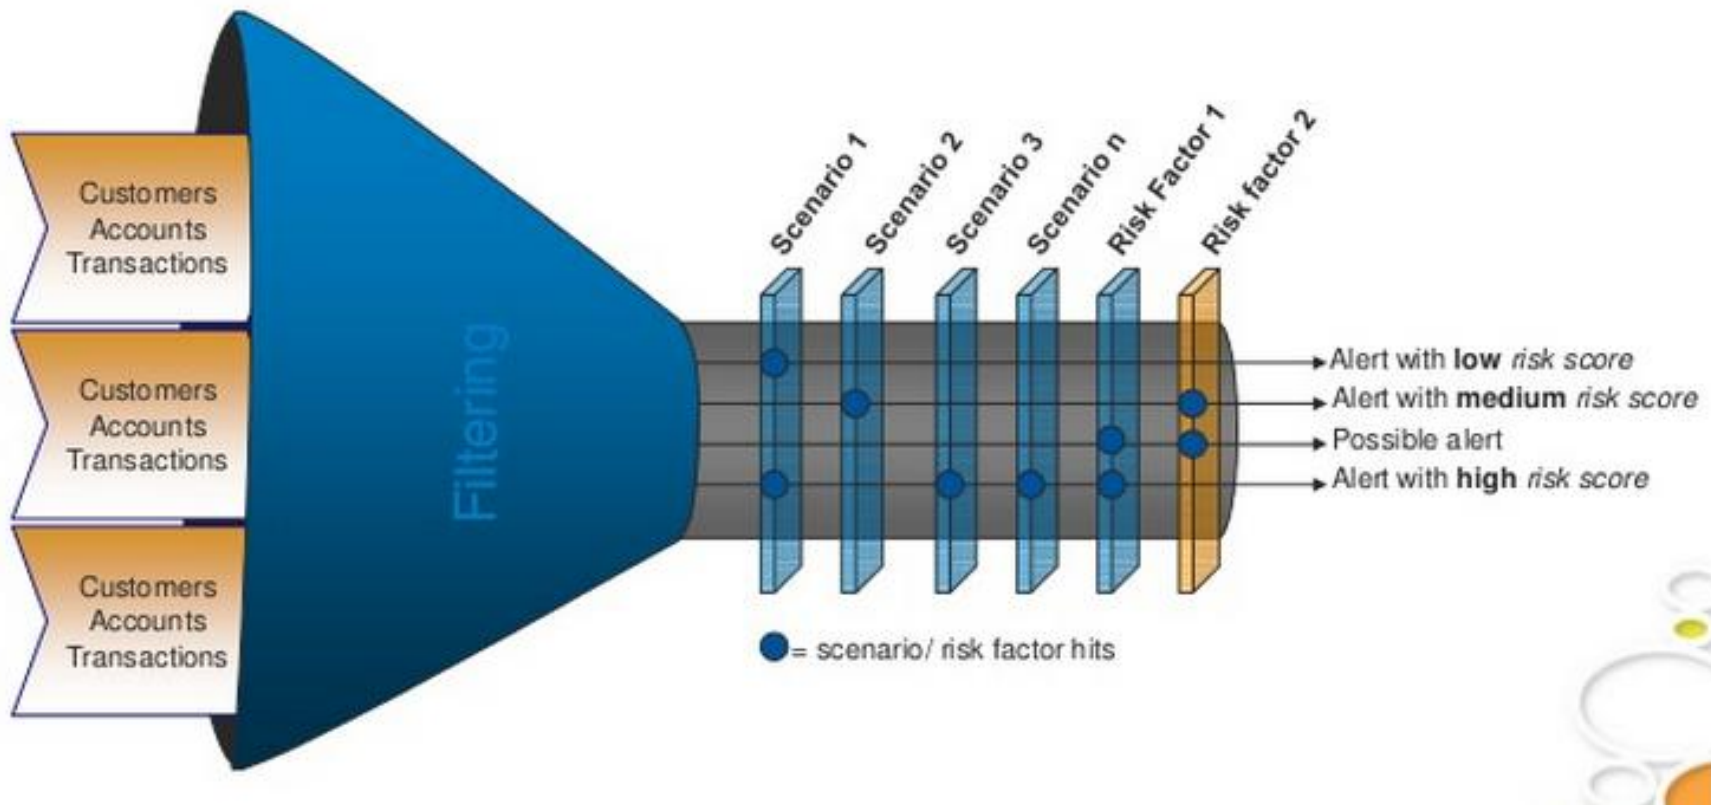 Customers
Accounts
Transactions
Customers
Accounts
Transactions
Customers
Accounts
Transactions
Filtering
Scenario 1
Scenario 2
Scenario 3
Scenario n
Risk Factor 1
Risk factor 2
Alert with low risk score
Alert with medium risk score
Possible alert
Alert with high risk score
= scenario/ risk factor hits